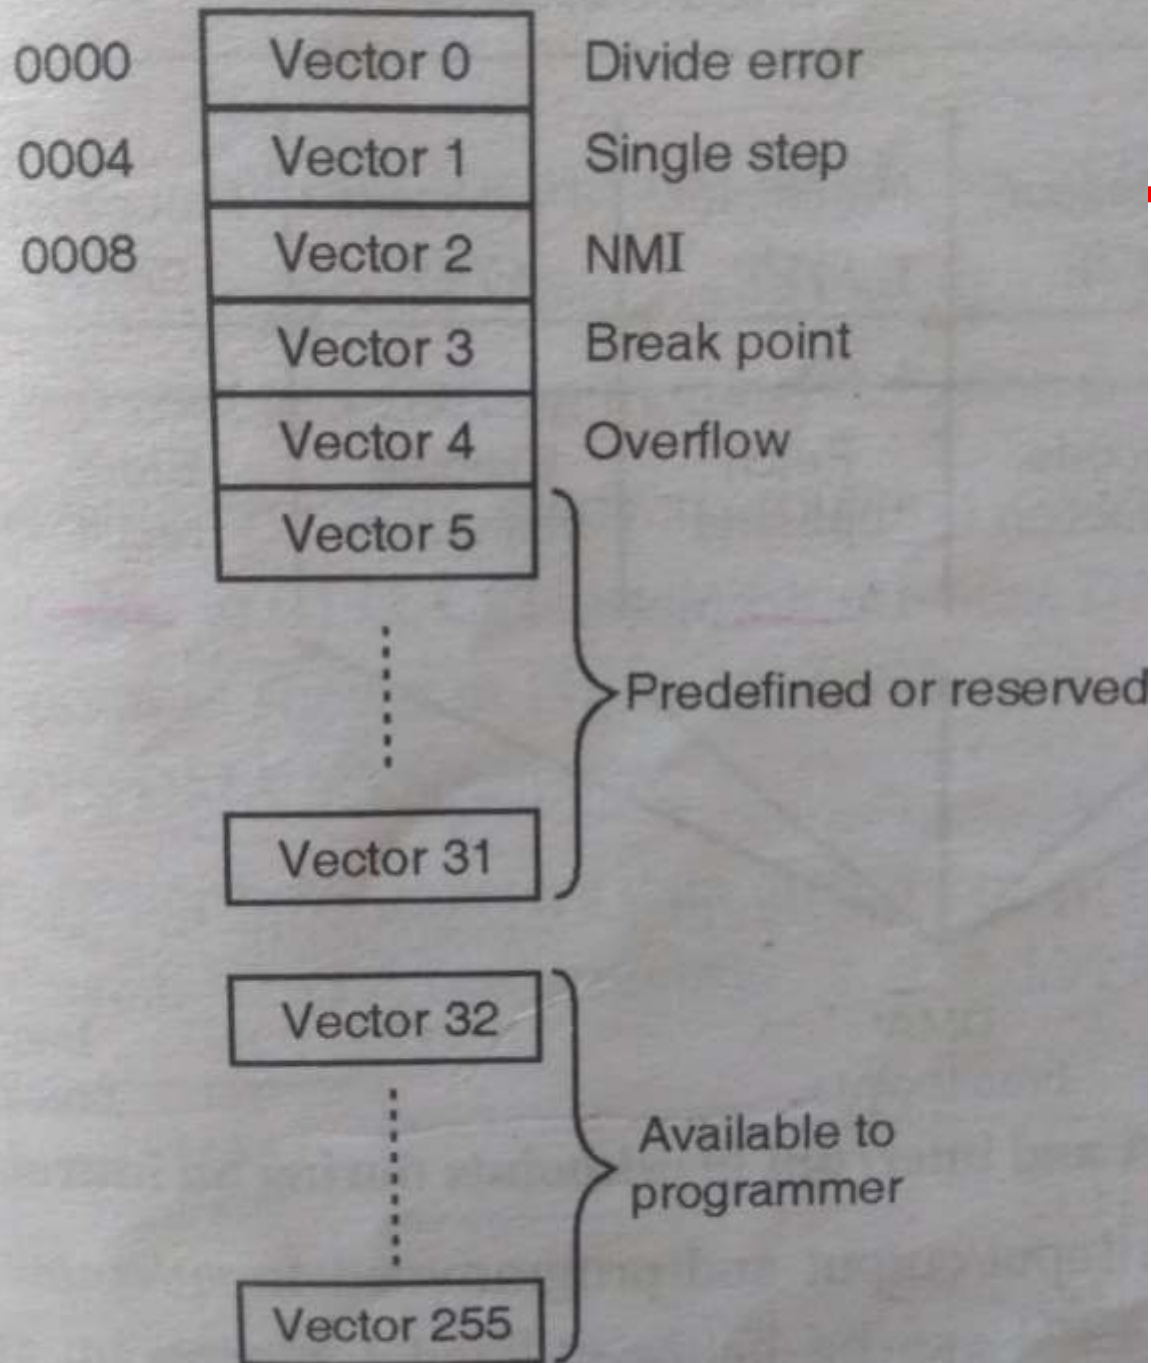 0000 Vector 0 Divide error
0004 Vector 1 Single step
0008 Vector 2 NMI
Vector 3 Break point
Vector 4 Overflow
Vector 5
Predefined or reserved
Vector 31
Vector 32
Available to
programmer
Vector 255